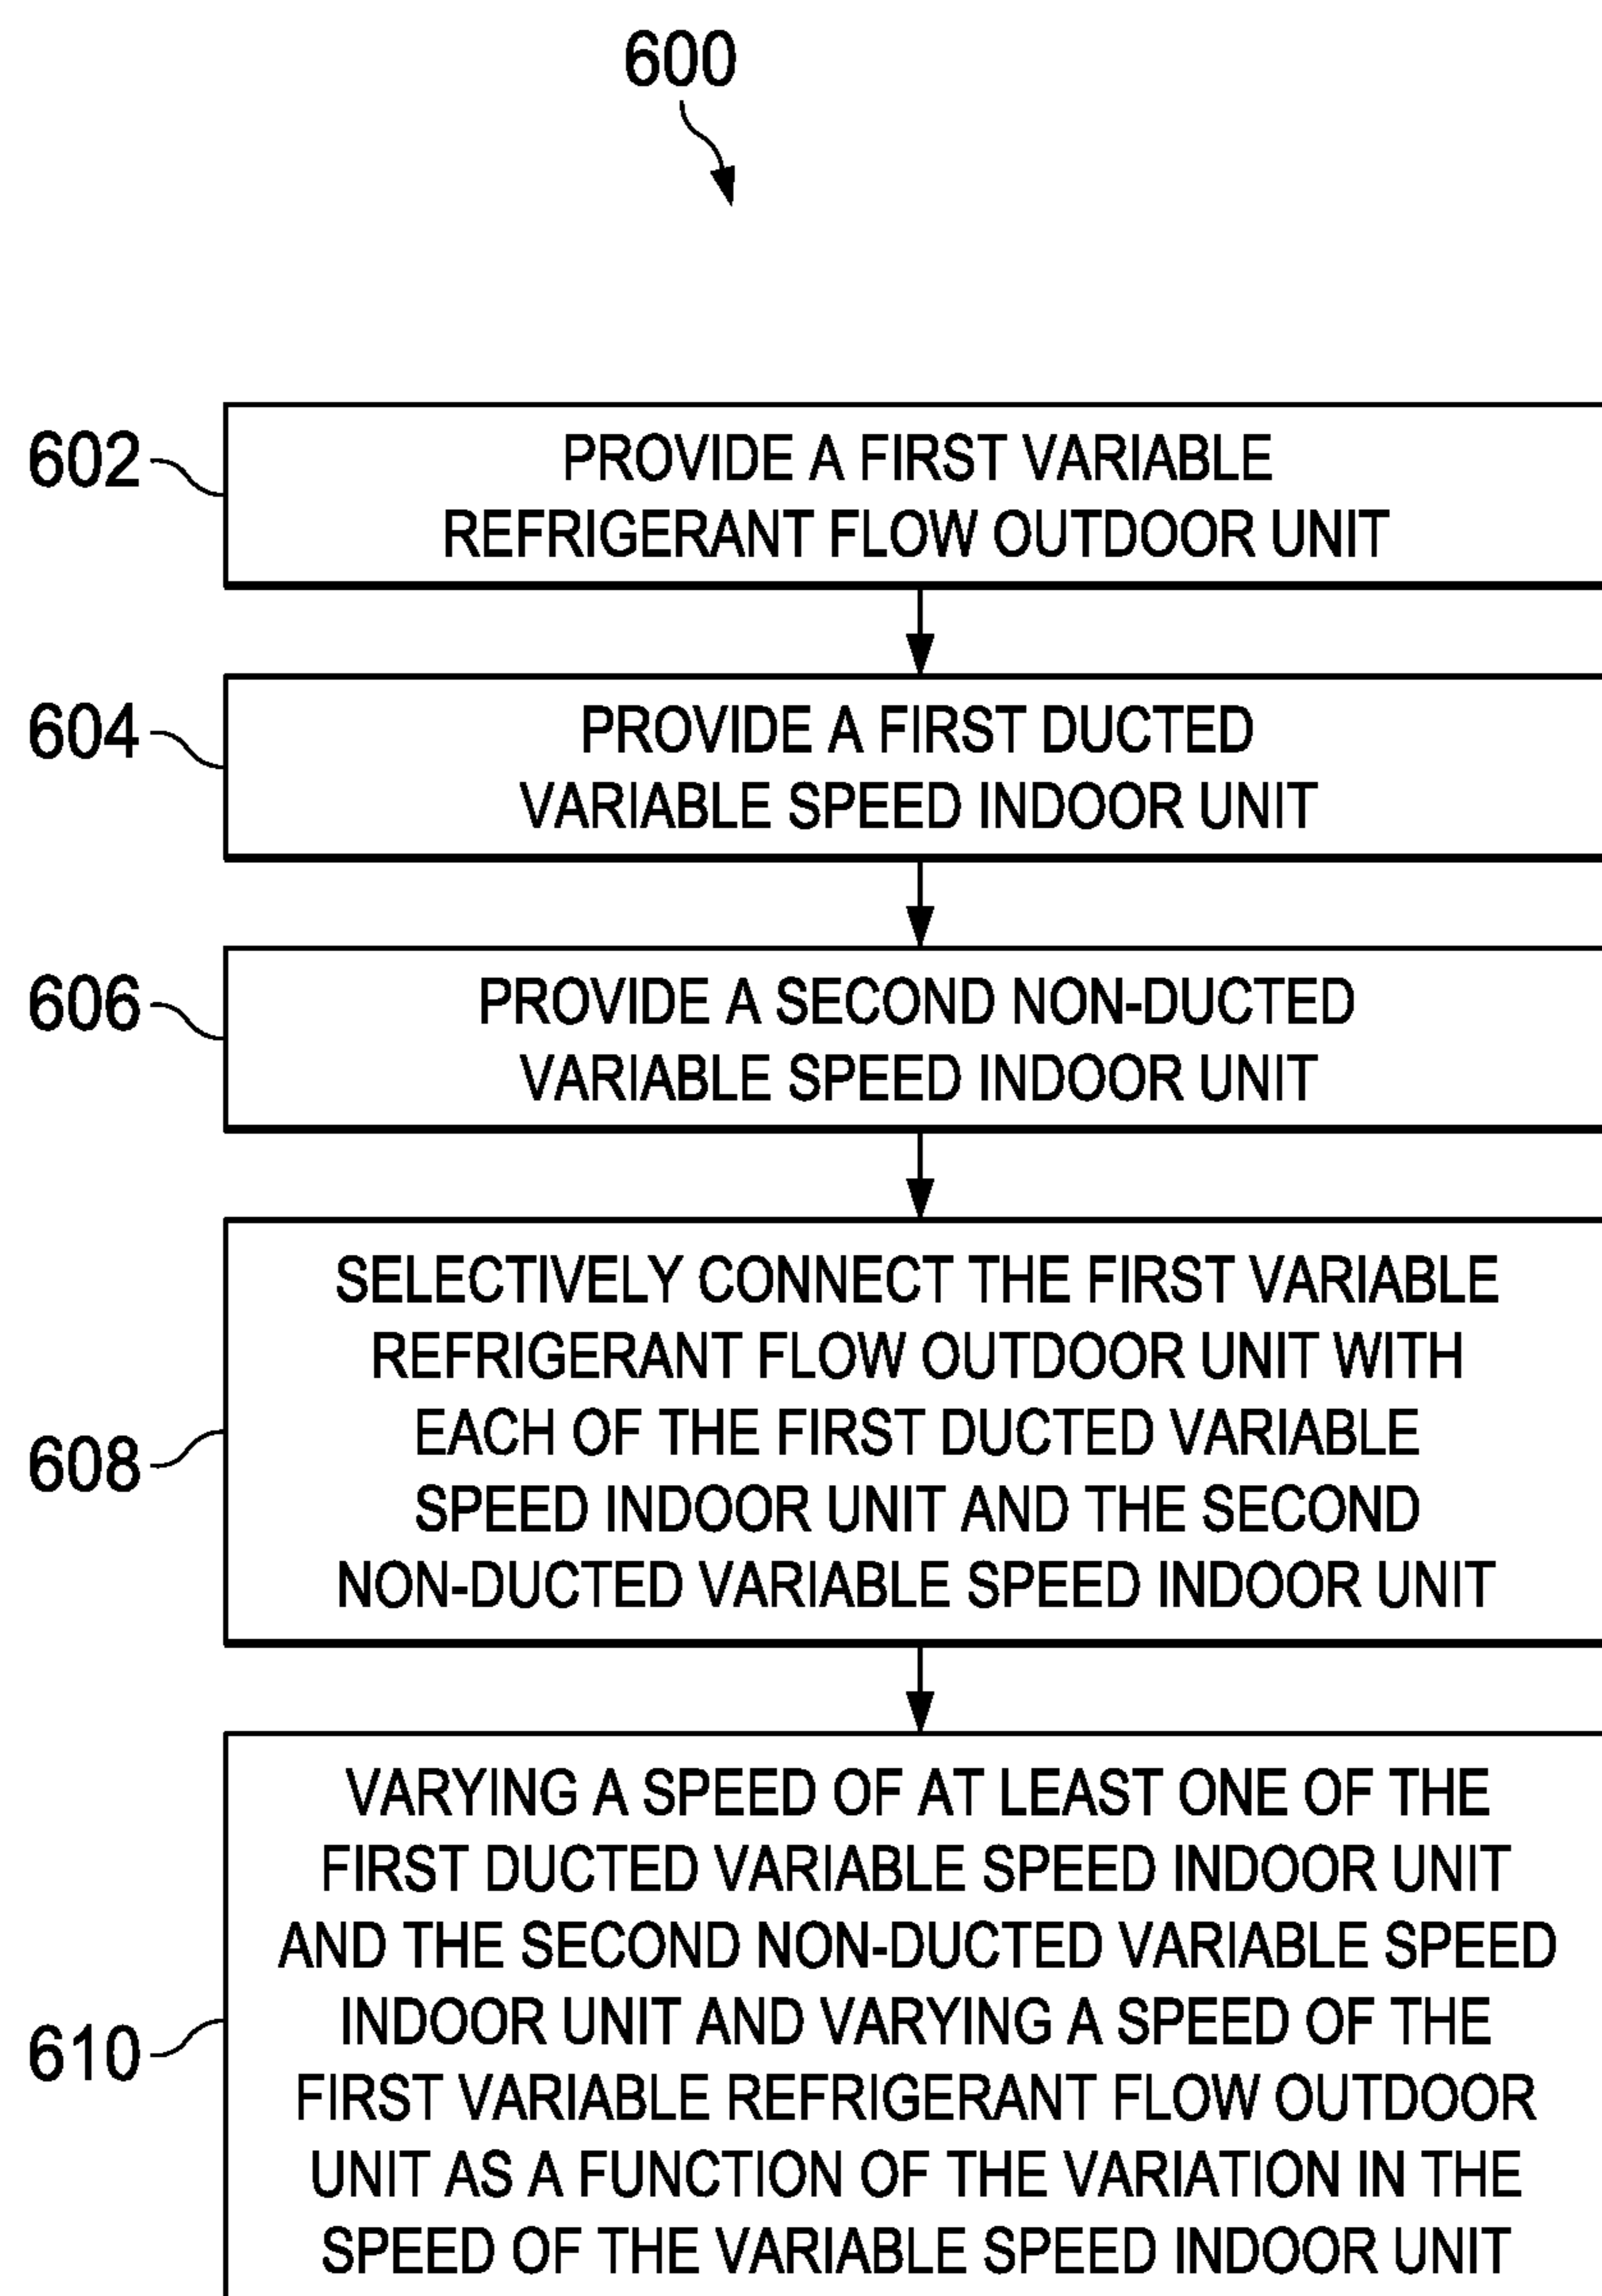 600
602
PROVIDE A FIRST VARIABLE
REFRIGERANT FLOW OUTDOOR UNIT
604
PROVIDE A FIRST DUCTED
VARIABLE SPEED INDOOR UNIT
606
PROVIDE A SECOND NON-DUCTED
VARIABLE SPEED INDOOR UNIT
608
SELECTIVELY CONNECT THE FIRST VARIABLE
REFRIGERANT FLOW OUTDOOR UNIT WITH
EACH OF THE FIRST DUCTED VARIABLE
SPEED INDOOR UNIT AND THE SECOND
NON-DUCTED VARIABLE SPEED INDOOR UNIT
610
VARYING A SPEED OF AT LEAST ONE OF THE
FIRST DUCTED VARIABLE SPEED INDOOR UNIT
AND THE SECOND NON-DUCTED VARIABLE SPEED
INDOOR UNIT AND VARYING A SPEED OF THE
FIRST VARIABLE REFRIGERANT FLOW OUTDOOR
UNIT AS A FUNCTION OF THE VARIATION IN THE
SPEED OF THE VARIABLE SPEED INDOOR UNIT